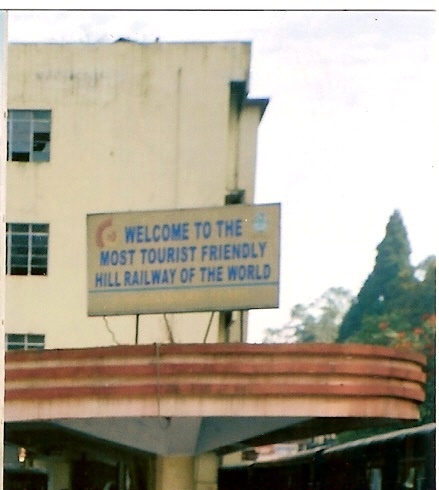 WELCOME TO THE
MOST TOURIST FRIENDLY
HILL RAILWAY OF THE WORLD